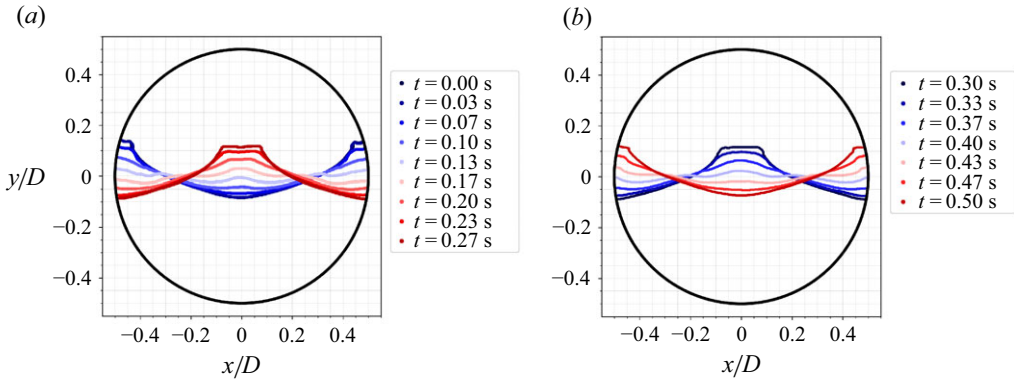 (a)
0.4
0.2
y/D
0
−0.2
−0.4
−0.4 −0.2 0 0.2 0.4
x/D
t = 0.00 s
t = 0.03 s
t = 0.07 s
t = 0.10 s
t = 0.13 s
t = 0.17 s
t = 0.20 s
t = 0.23 s
t = 0.27 s
(b)
0.4
0.2
0
−0.2
−0.4
−0.4 −0.2 0 0.2 0.4
x/D
t = 0.30 s
t = 0.33 s
t = 0.37 s
t = 0.40 s
t = 0.43 s
t = 0.47 s
t = 0.50 s